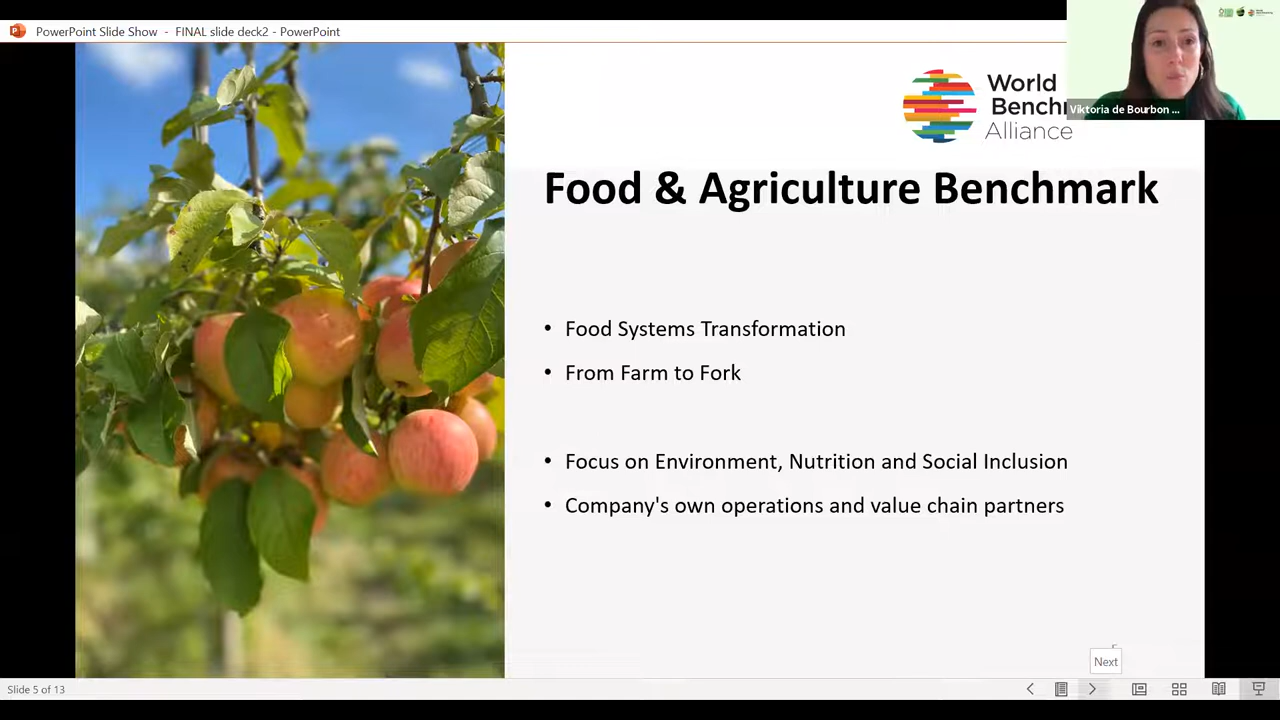 PowerPoint Slide Show - FINAL slide deck2 - PowerPoint
World
Bench
Alliance
Viktoria de Bourbon ...
Food & Agriculture Benchmark
• Food Systems Transformation
• From Farm to Fork
• Focus on Environment, Nutrition and Social Inclusion
• Company's own operations and value chain partners
Next
Slide 5 of 13